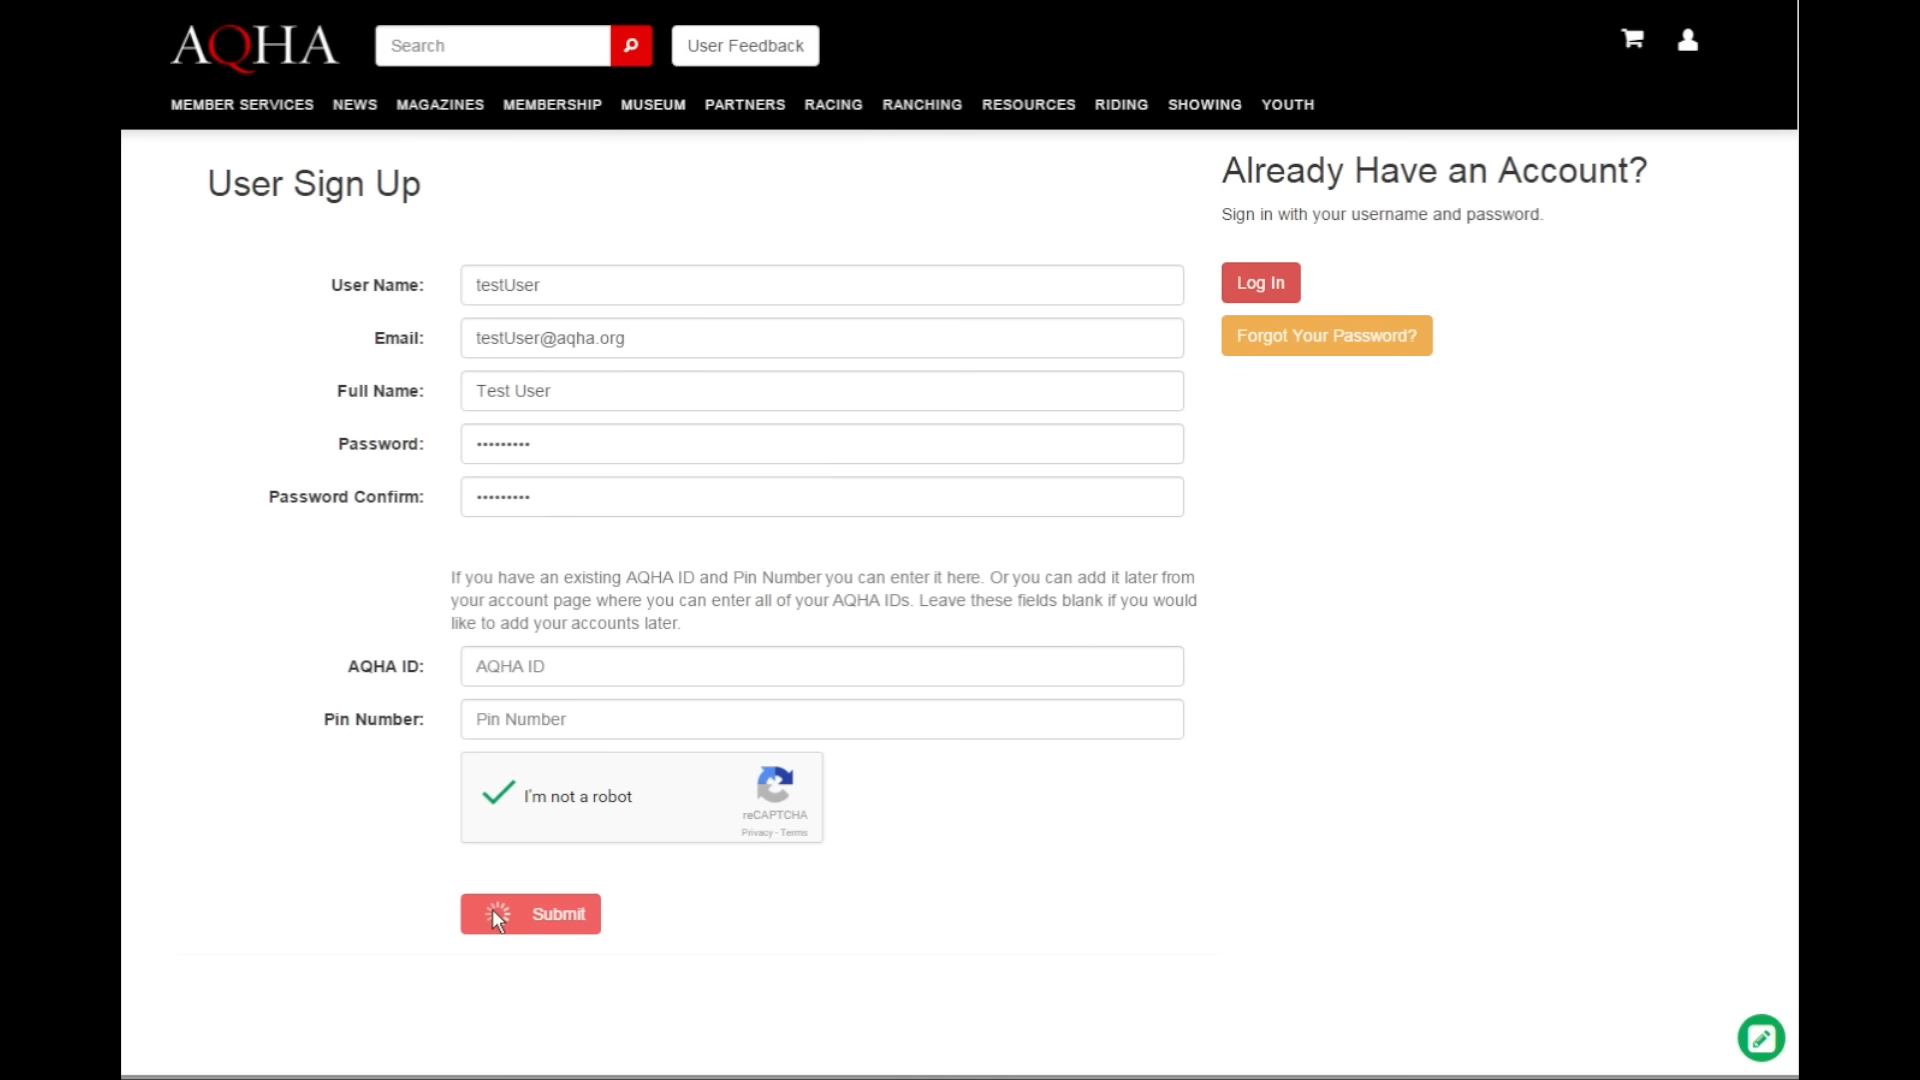 AQHA
Search
User Feedback
MEMBER SERVICES NEWS MAGAZINES MEMBERSHIP MUSEUM PARTNERS RACING RANCHING RESOURCES RIDING SHOWING YOUTH
User Sign Up
Already Have an Account?
Sign in with your username and password.
User Name: testUser
Log In
Email: testUser@aqha.org
Forgot Your Password?
Full Name: Test User
Password: •••••••••
Password Confirm: •••••••••
If you have an existing AQHA ID and Pin Number you can enter it here. Or you can add it later from
your account page where you can enter all of your AQHA IDs. Leave these fields blank if you would
like to add your accounts later.
AQHA ID: AQHA ID
Pin Number: Pin Number
I'm not a robot
reCAPTCHA
Privacy - Terms
Submit